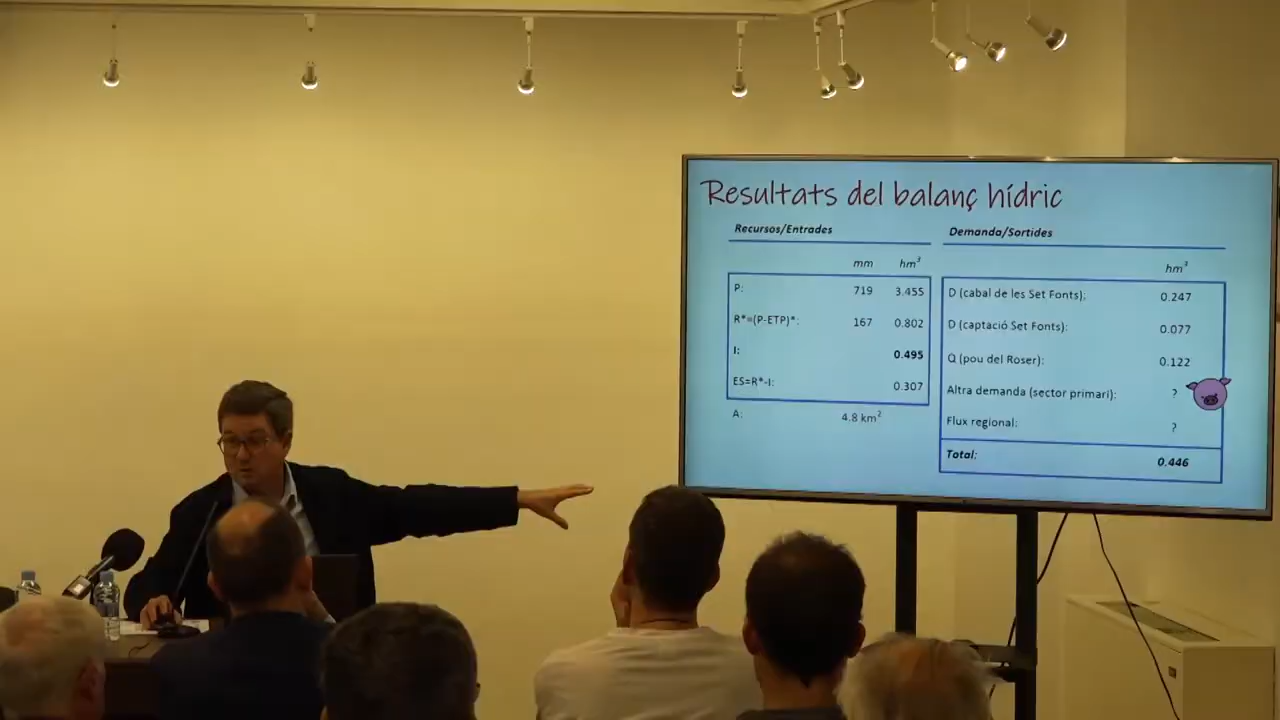 Resultats del balanç hídric
Recursos/Entrades
mm hm³
P: 719 3.455
R*=(P-ETP)*: 167 0.802
I: 0.495
ES=R*-I: 0.307
A: 4.8 km²
Demanda/Sortides
hm³
D (cabal de les Set Fonts): 0.247
D (captació Set Fonts): 0.077
Q (pou del Roser): 0.122
Altra demanda (sector primari): ?
Flux regional: ?
Total: 0.446